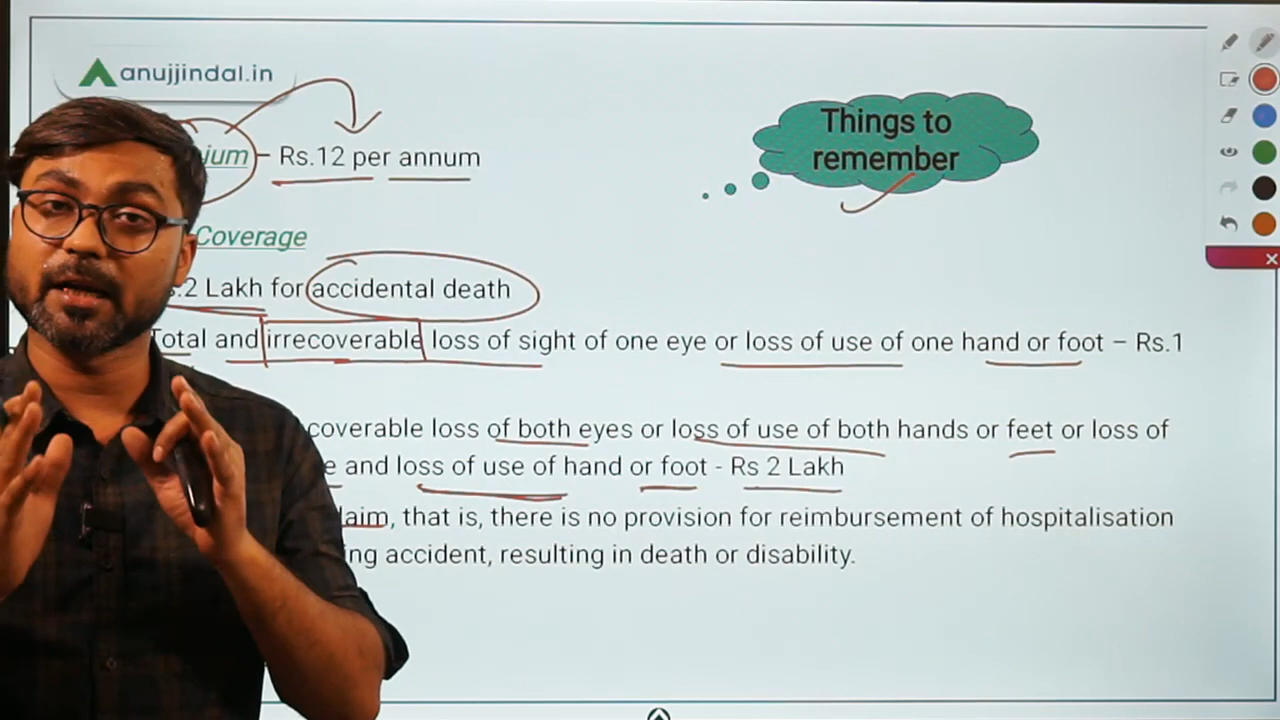 anujjindal.in
Things to
remember
ium – Rs.12 per annum
Coverage
.2 Lakh for accidental death
Total and irrecoverable loss of sight of one eye or loss of use of one hand or foot – Rs.1
coverable loss of both eyes or loss of use of both hands or feet or loss of
e and loss of use of hand or foot - Rs 2 Lakh
laim, that is, there is no provision for reimbursement of hospitalisation
ing accident, resulting in death or disability.